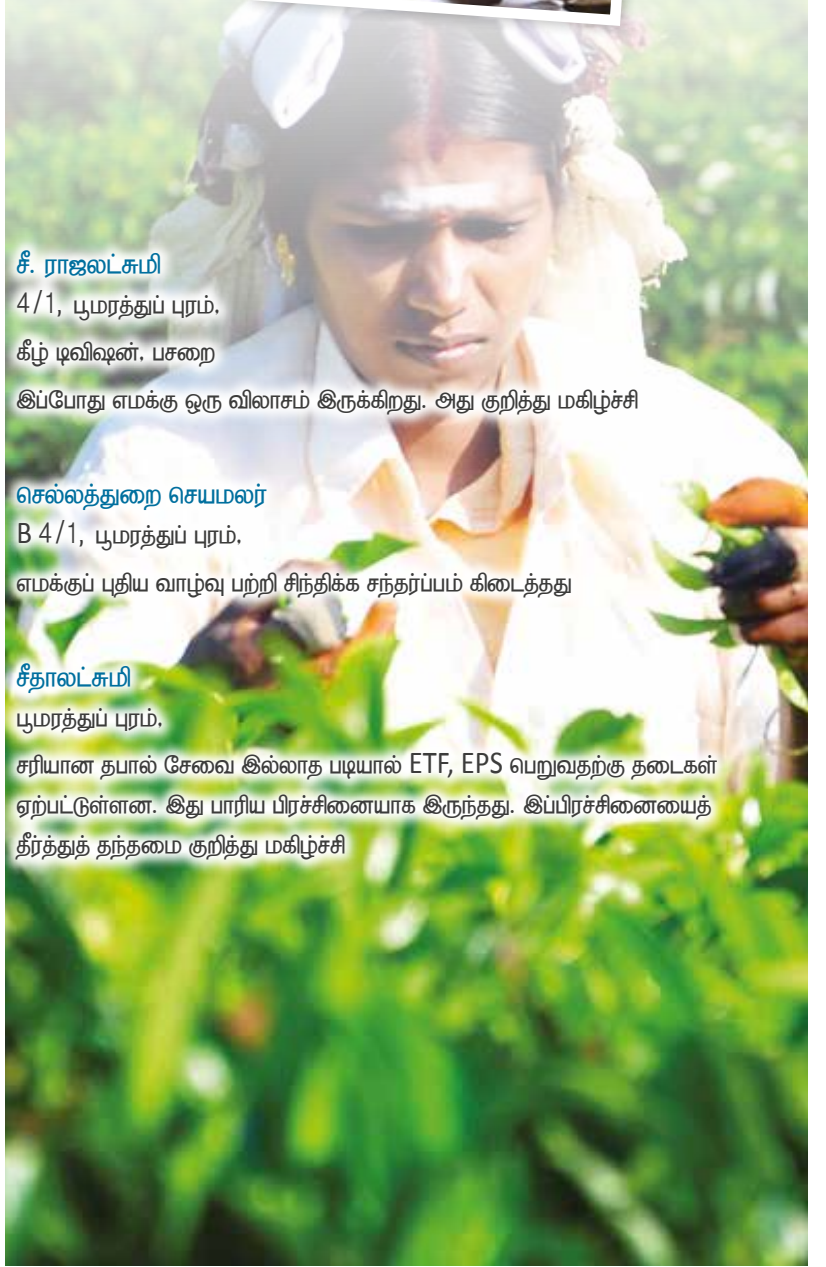 சீ. ராஜலட்சுமி
4/1, பூமரத்துப் புரம்,
கீழ் டிவிஷன், பசறை
இப்போது எமக்கு ஒரு விலாசம் இருக்கிறது. அது குறித்து மகிழ்ச்சி
செல்லத்துறை செயமலர்
B 4/1, பூமரத்துப் புரம்,
எமக்குப் புதிய வாழ்வு பற்றி சிந்திக்க சந்தர்ப்பம் கிடைத்தது
சீதாலட்சுமி
பூமரத்துப் புரம்,
சரியான தபால் சேவை இல்லாத படியால் ETF, EPS பெறுவதற்கு தடைகள்
ஏற்பட்டுள்ளன. இது பாரிய பிரச்சினையாக இருந்தது. இப்பிரச்சினையைத்
தீர்த்துத் தந்தமை குறித்து மகிழ்ச்சி